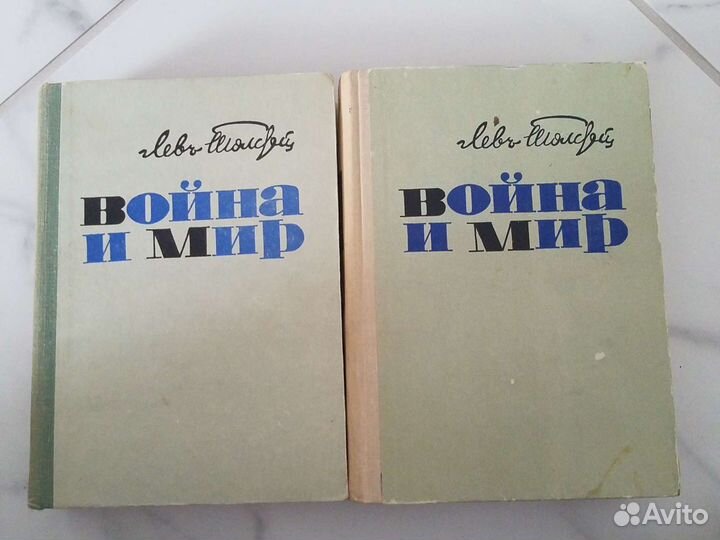 Левъ Толстой
Война
и Мир
Левъ Толстой
Война
и Мир
Avito